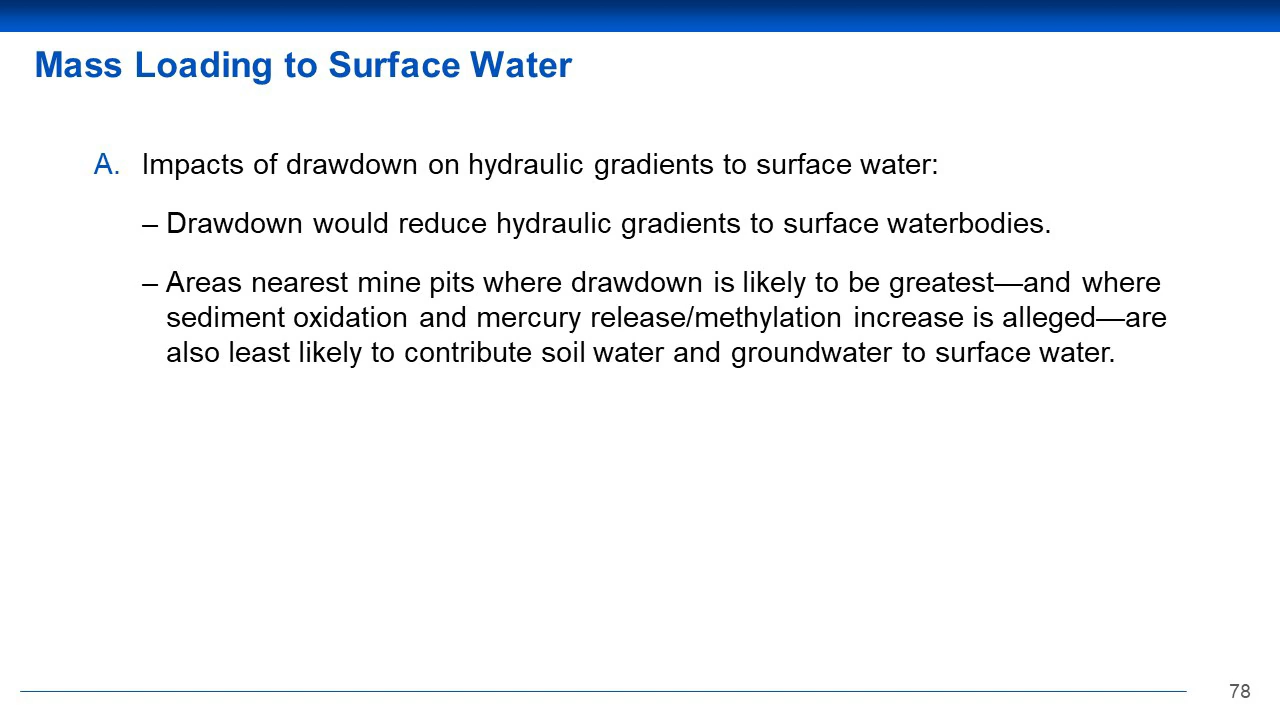 Mass Loading to Surface Water
A. Impacts of drawdown on hydraulic gradients to surface water:
– Drawdown would reduce hydraulic gradients to surface waterbodies.
– Areas nearest mine pits where drawdown is likely to be greatest—and where
sediment oxidation and mercury release/methylation increase is alleged—are
also least likely to contribute soil water and groundwater to surface water.
78